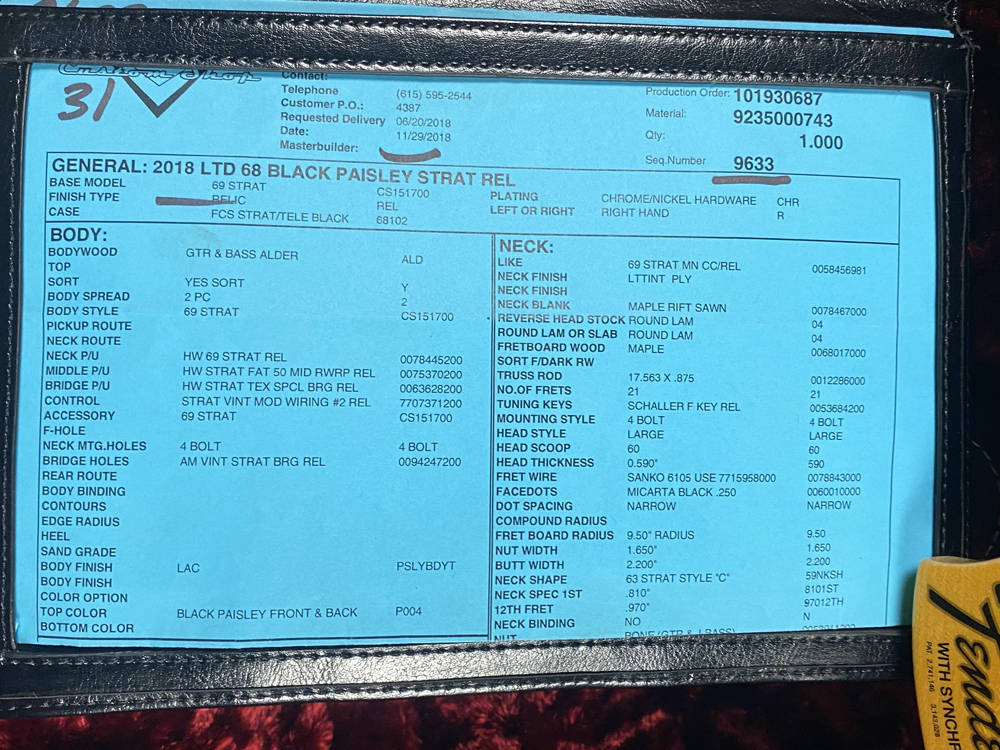 Custom Shop
31
Contact:
Telephone (615) 595-2544
Customer P.O.: 4387
Requested Delivery 06/20/2018
Date: 11/29/2018
Masterbuilder:
Production Order: 101930687
Material: 9235000743
Qty: 1.000
Seq.Number 9633
GENERAL: 2018 LTD 68 BLACK PAISLEY STRAT REL
BASE MODEL 69 STRAT CS151700
FINISH TYPE RELIC REL
CASE FCS STRAT/TELE BLACK 68102
PLATING CHROME/NICKEL HARDWARE CHR
LEFT OR RIGHT RIGHT HAND R
BODY:
BODYWOOD GTR & BASS ALDER ALD
TOP
SORT YES SORT Y
BODY SPREAD 2 PC 2
BODY STYLE 69 STRAT CS151700
PICKUP ROUTE
NECK ROUTE
NECK P/U HW 69 STRAT REL 0078445200
MIDDLE P/U HW STRAT FAT 50 MID RWRP REL 0075370200
BRIDGE P/U HW STRAT TEX SPCL BRG REL 0063628200
CONTROL STRAT VINT MOD WIRING #2 REL 7707371200
ACCESSORY 69 STRAT CS151700
F-HOLE
NECK MTG.HOLES 4 BOLT 4 BOLT
BRIDGE HOLES AM VINT STRAT BRG REL 0094247200
REAR ROUTE
BODY BINDING
CONTOURS
EDGE RADIUS
HEEL
SAND GRADE
BODY FINISH LAC PSLYBDYT
BODY FINISH
COLOR OPTION
TOP COLOR BLACK PAISLEY FRONT & BACK P004
BOTTOM COLOR
NECK:
LIKE 69 STRAT MN CC/REL 0058456981
NECK FINISH LTTINT PLY
NECK FINISH
NECK BLANK MAPLE RIFT SAWN 0078467000
REVERSE HEAD STOCK ROUND LAM 04
ROUND LAM OR SLAB ROUND LAM 04
FRETBOARD WOOD MAPLE 0068017000
SORT F/DARK RW
TRUSS ROD 17.563 X .875 0012286000
NO.OF FRETS 21 21
TUNING KEYS SCHALLER F KEY REL 0053684200
MOUNTING STYLE 4 BOLT 4 BOLT
HEAD STYLE LARGE LARGE
HEAD SCOOP 60 60
HEAD THICKNESS 0.590" 590
FRET WIRE SANKO 6105 USE 7715958000 0078843000
FACEDOTS MICARTA BLACK .250 0060010000
DOT SPACING NARROW NARROW
COMPOUND RADIUS
FRET BOARD RADIUS 9.50" RADIUS 9.50
NUT WIDTH 1.650" 1.650
BUTT WIDTH 2.200" 2.200
NECK SHAPE 63 STRAT STYLE "C" 59NKSH
NECK SPEC 1ST .810" 8101ST
12TH FRET .970" 97012TH
NECK BINDING NO N
NUT BONE (GTR & J.BASS)
WITH SYNCH
PAT. 2,741,146 3,143,028